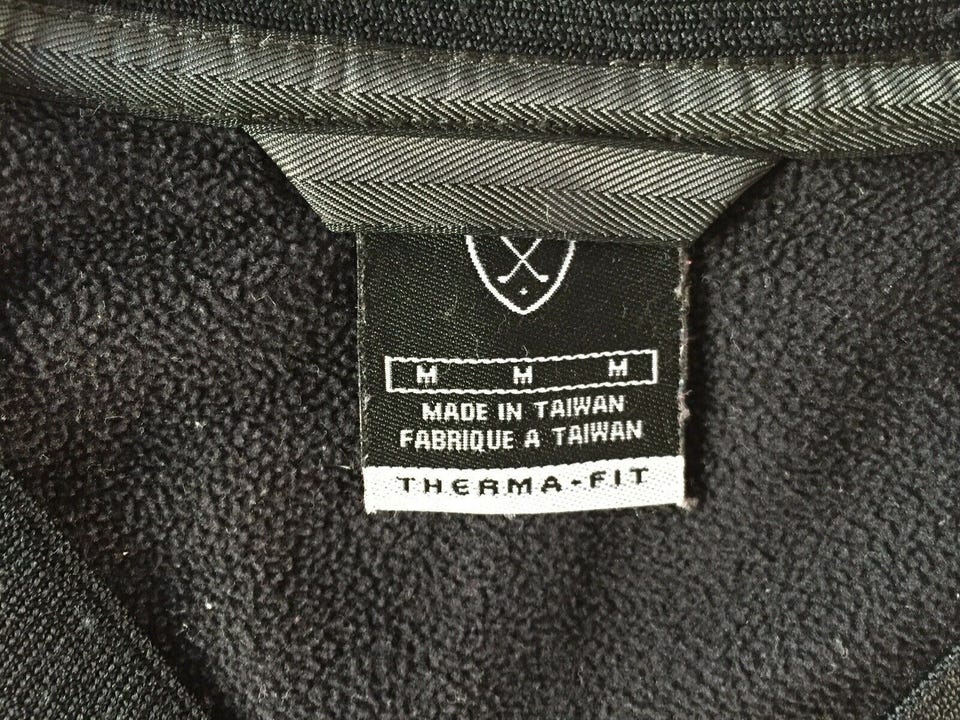 M M M
MADE IN TAIWAN
FABRIQUE A TAIWAN
THERMA-FIT